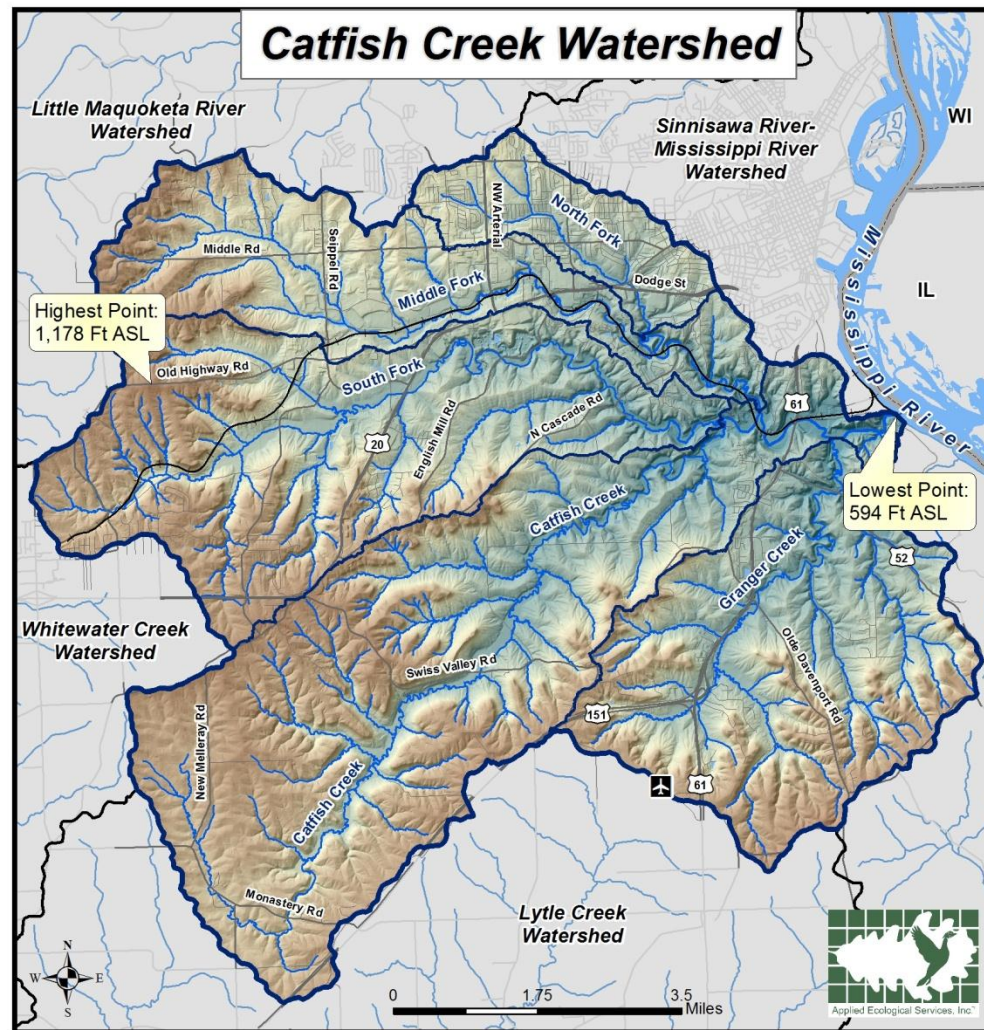 Catfish Creek Watershed
Little Maquoketa River
Watershed
Sinnisawa River-
Mississippi River
Watershed
WI
IL
Mississippi River
NW Arterial
North Fork
Seippel Rd
Middle Rd
Middle Fork
Dodge St
Highest Point:
1,178 Ft ASL
Old Highway Rd
South Fork
61
20
English Mill Rd
N Cascade Rd
Lowest Point:
594 Ft ASL
Catfish Creek
Granger Creek
52
Whitewater Creek
Watershed
Swiss Valley Rd
Olde Davenport Rd
New Melleray Rd
151
61
Catfish Creek
Monastery Rd
Lytle Creek
Watershed
N
W
E
S
0
1.75
3.5
Miles
Applied Ecological Services, Inc.™